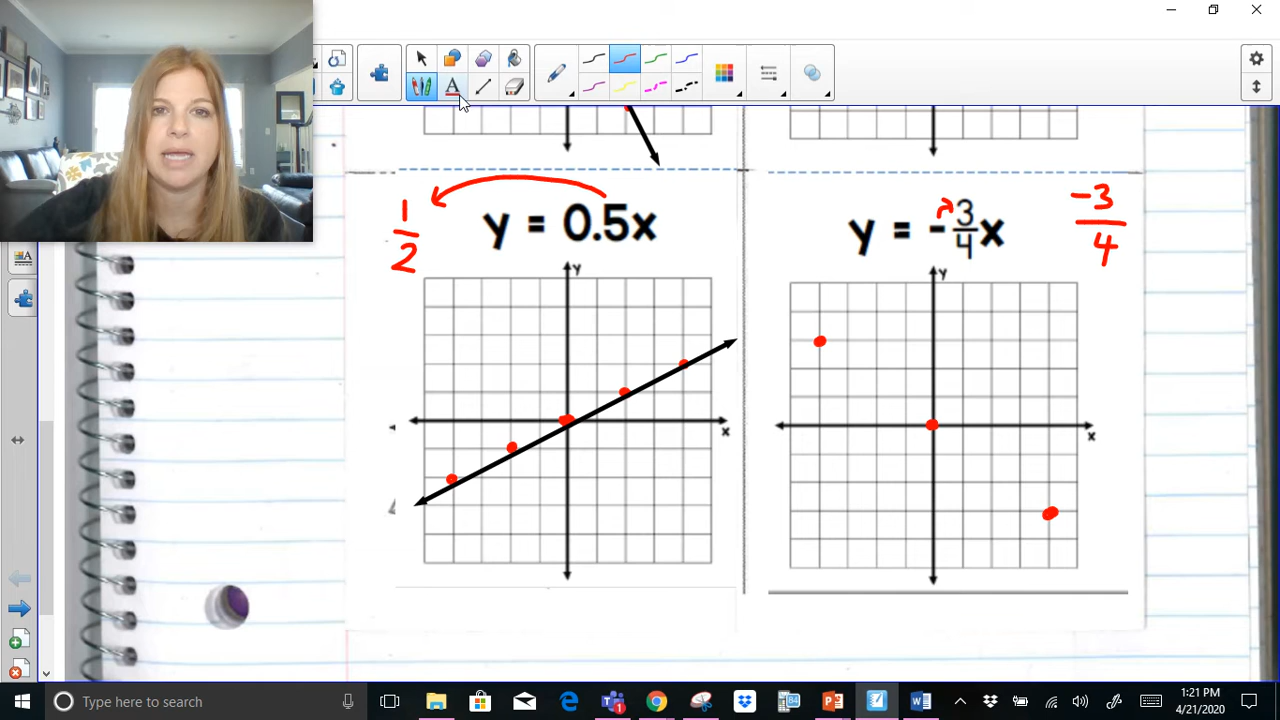 1
2
y = 0.5x
y
x
y = -3/4x
-3
4
y
x
Type here to search
1:21 PM
4/21/2020